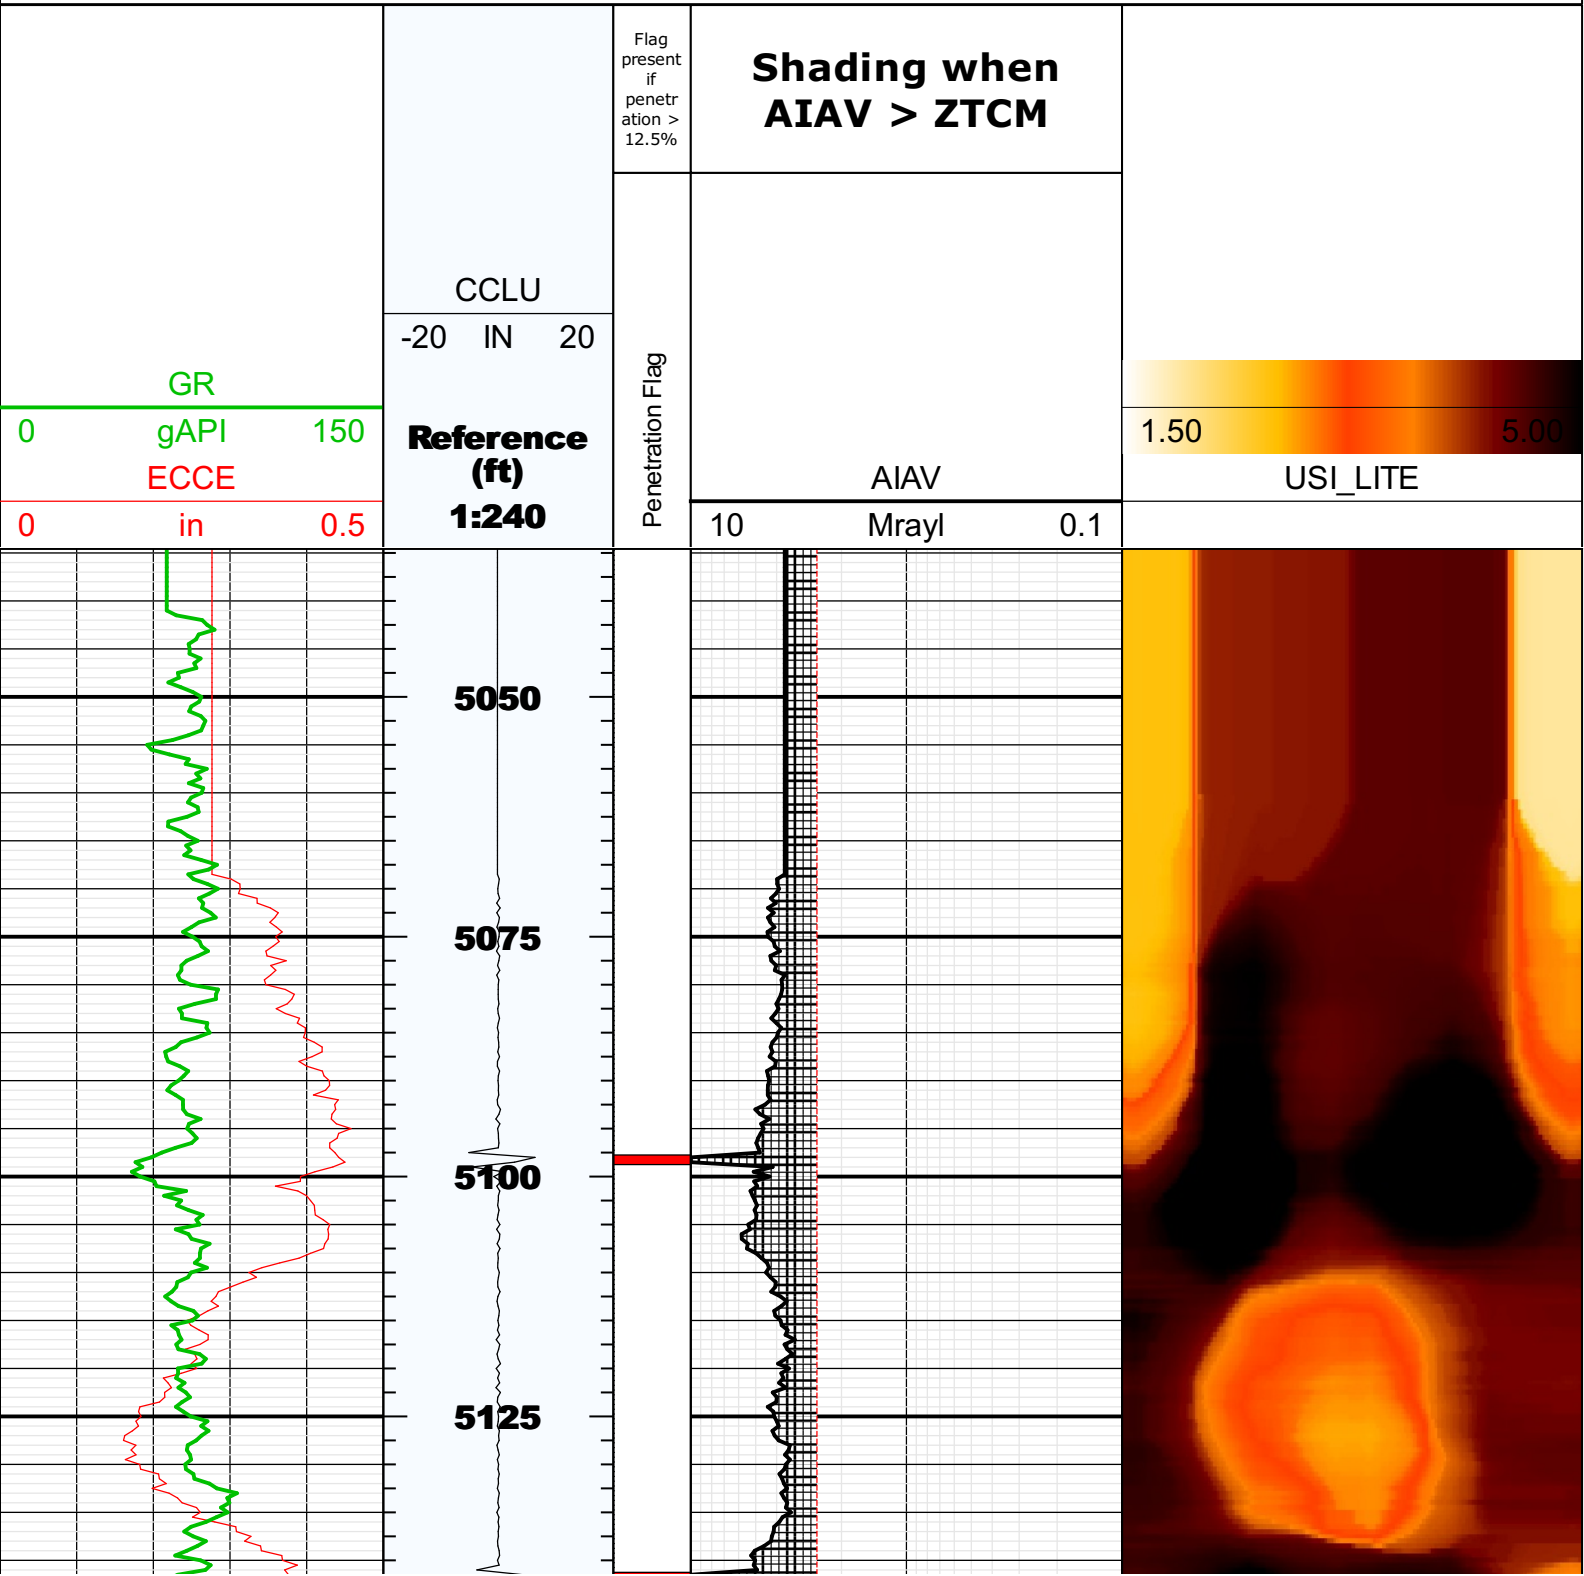 Flag
present
if
penetr
ation >
12.5%
Shading when
AIAV > ZTCM
CCLU
-20 IN 20
Reference
(ft)
1:240
GR
0 gAPI 150
ECCE
0 in 0.5
Penetration Flag
AIAV
10 Mrayl 0.1
1.50 5.00
USI_LITE
5050
5075
5100
5125